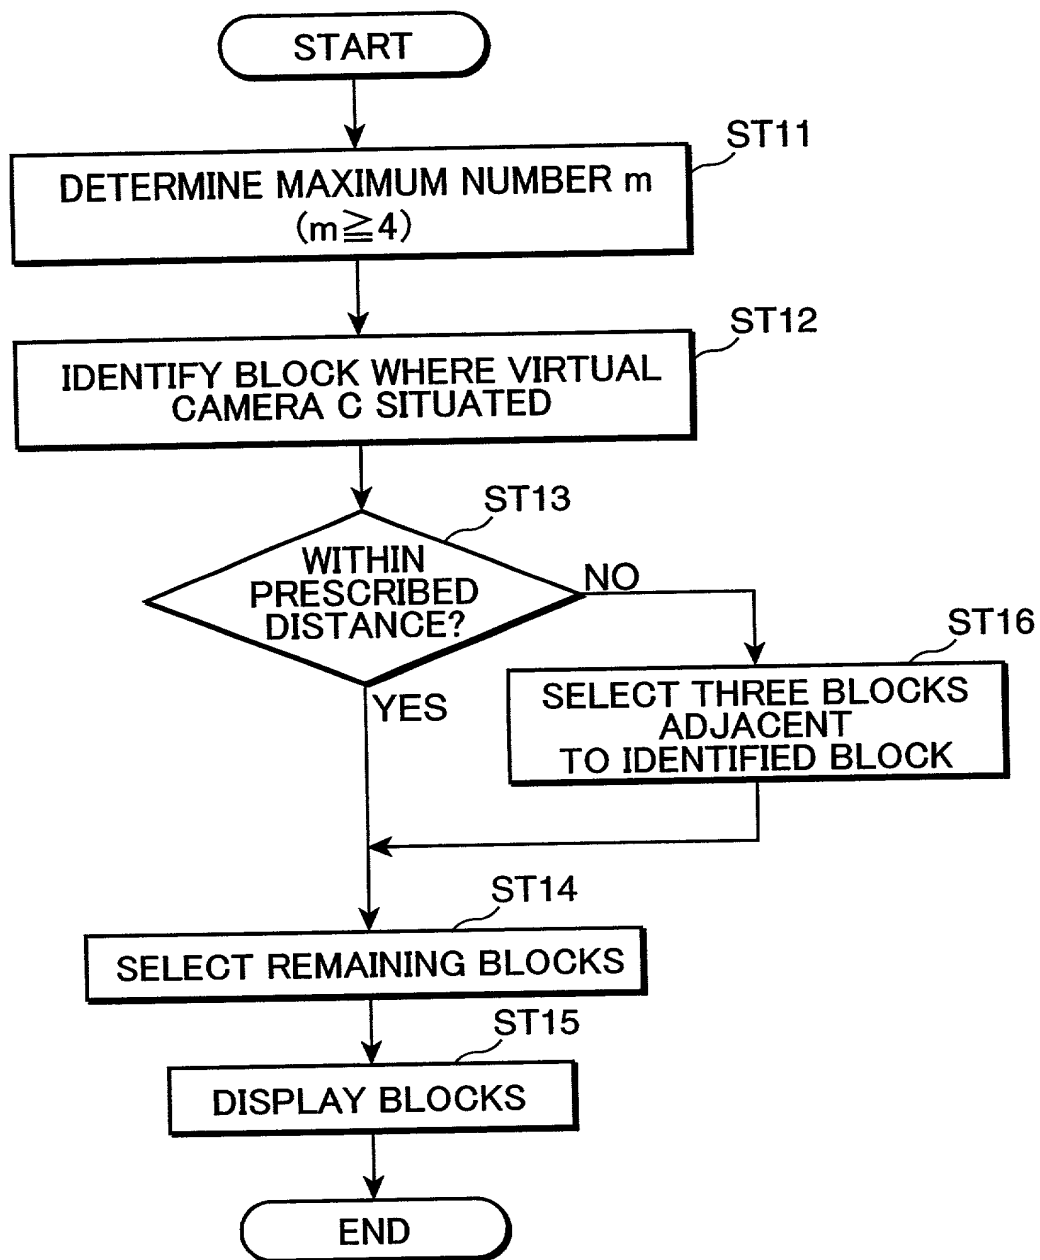 START
ST11
DETERMINE MAXIMUM NUMBER m
(m≧4)
ST12
IDENTIFY BLOCK WHERE VIRTUAL
CAMERA C SITUATED
ST13
WITHIN
PRESCRIBED
DISTANCE?
NO
YES
ST16
SELECT THREE BLOCKS
ADJACENT
TO IDENTIFIED BLOCK
ST14
SELECT REMAINING BLOCKS
ST15
DISPLAY BLOCKS
END